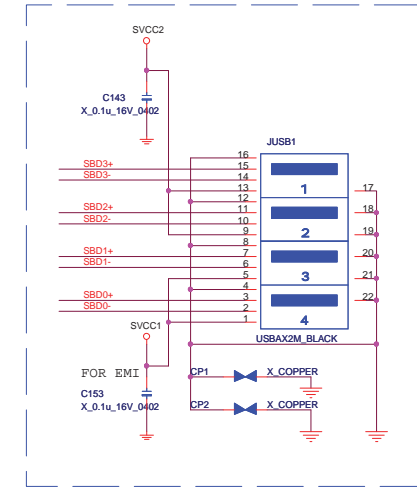 SVCC2
C143
X_0.1u_16V_0402
JUSB1
16
SBD3+ 15
SBD3- 14
13 1 17
12
SBD2+ 11 18
SBD2- 10 2
9 19
8
SBD1+ 7 20
SBD1- 6 3
5 21
4
SBD0+ 3 22
SBD0- 2
1 4
SVCC1
USBAX2M_BLACK
FOR EMI
CP1 X_COPPER
C153
X_0.1u_16V_0402
CP2 X_COPPER